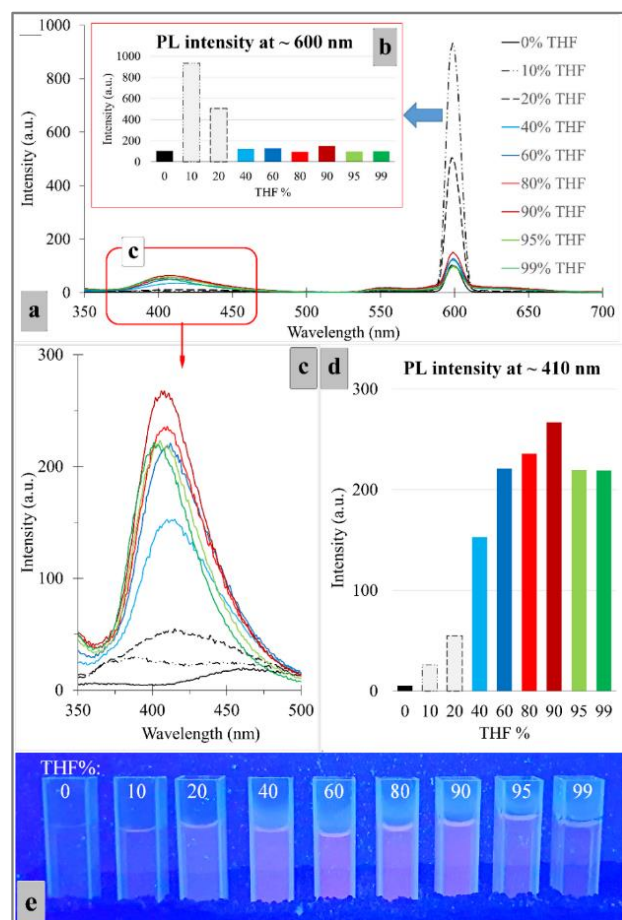 1000
800
600
400
200
0
Intensity (a.u.)
PL intensity at ~ 600 nm
b
1000
800
600
400
200
0
Intensity (a.u.)
0 10 20 40 60 80 90 95 99
THF %
0% THF
10% THF
20% THF
40% THF
60% THF
80% THF
90% THF
95% THF
99% THF
c
a
350 400 450 500 550 600 650 700
Wavelength (nm)
c
300
200
100
0
Intensity (a.u.)
350 400 450 500
Wavelength (nm)
d
PL intensity at ~ 410 nm
300
200
100
0
Intensity (a.u.)
0 10 20 40 60 80 90 95 99
THF %
THF%:
0 10 20 40 60 80 90 95 99
e